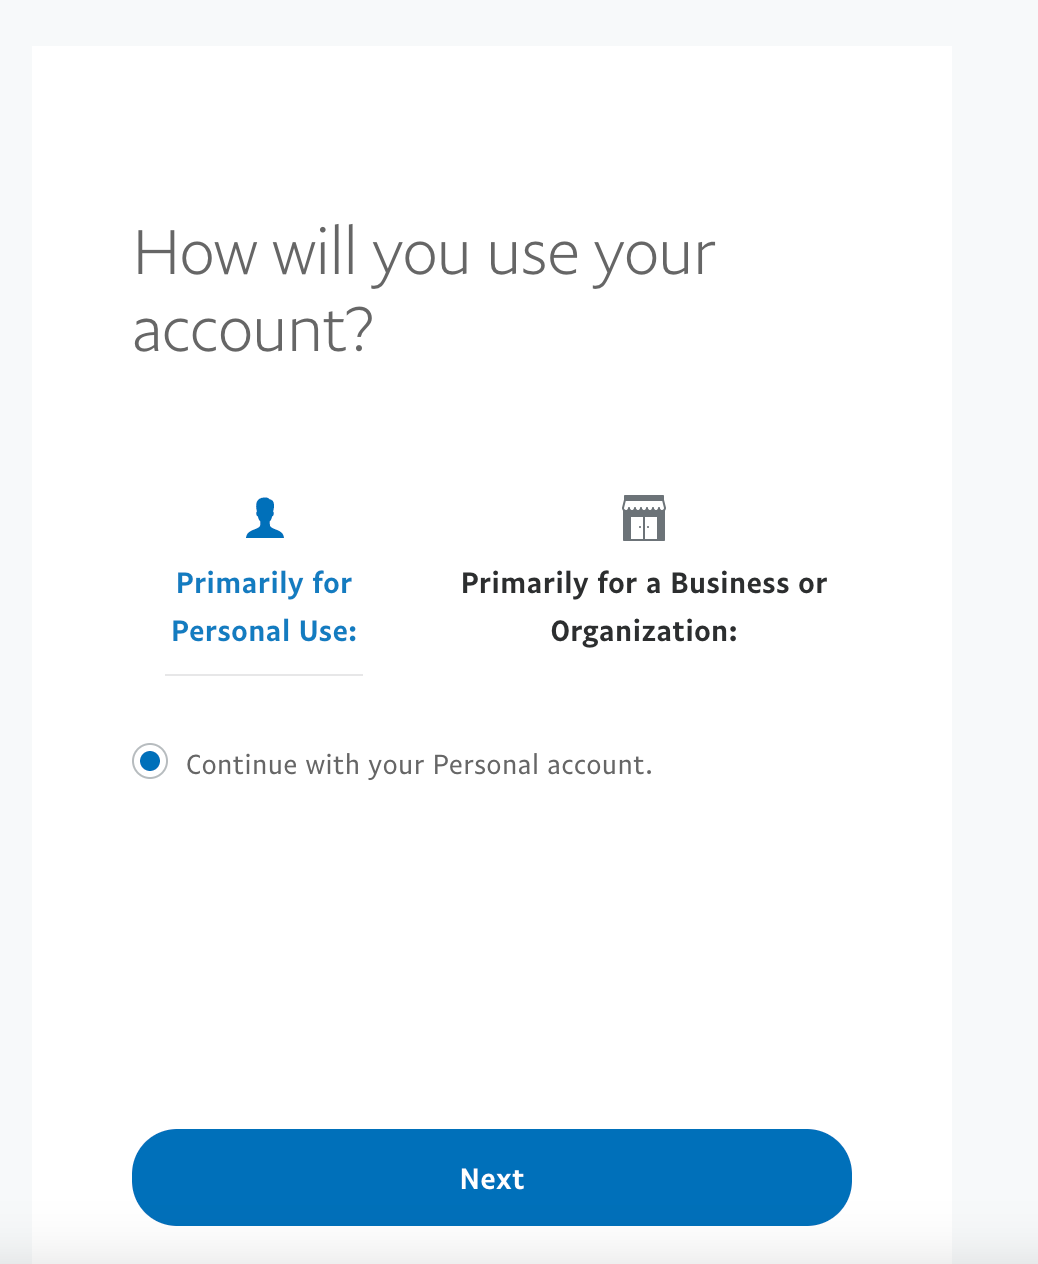 How will you use your
account?
Primarily for
Personal Use:
Primarily for a Business or
Organization:
Continue with your Personal account.
Next